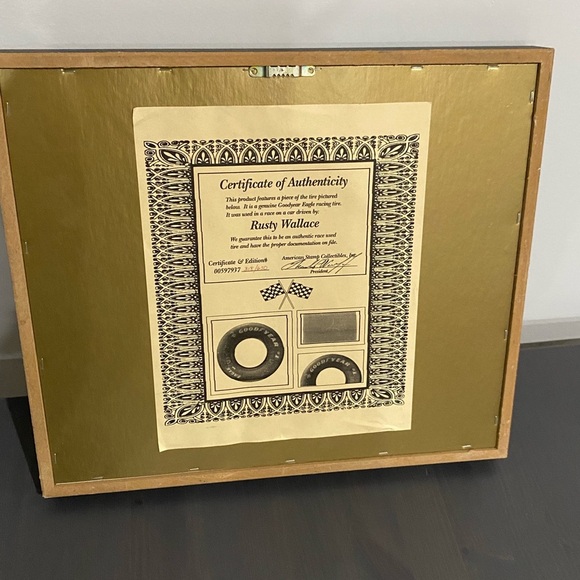 Certificate of Authenticity
This product features a piece of the tire pictured
below. It is a genuine Goodyear Eagle racing tire.
It was used in a race on a car driven by:
Rusty Wallace
We guarantee this to be an authentic race used
tire and have the proper documentation on file.
Certificate & Edition#
00597937
American Stamp Collectibles, Inc.
President
GOODYEAR
GOODYEAR